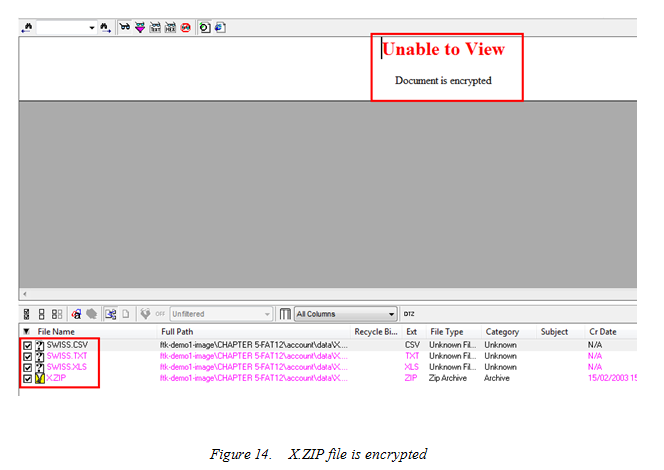 TEXT HEX
Unable to View
Document is encrypted
OFF Unfiltered All Columns DTZ
File Name Full Path Recycle Bi... Ext File Type Category Subject Cr Date
SWISS.CSV ftk-demo1-image\CHAPTER 5-FAT12\account\data\X.... CSV Unknown Fil... Unknown N/A
SWISS.TXT ftk-demo1-image\CHAPTER 5-FAT12\account\data\X.... TXT Unknown Fil... Unknown N/A
SWISS.XLS ftk-demo1-image\CHAPTER 5-FAT12\account\data\X.... XLS Unknown Fil... Unknown N/A
X.ZIP ftk-demo1-image\CHAPTER 5-FAT12\account\data\X.... ZIP Zip Archive Archive 15/02/2003 15
Figure 14. X.ZIP file is encrypted